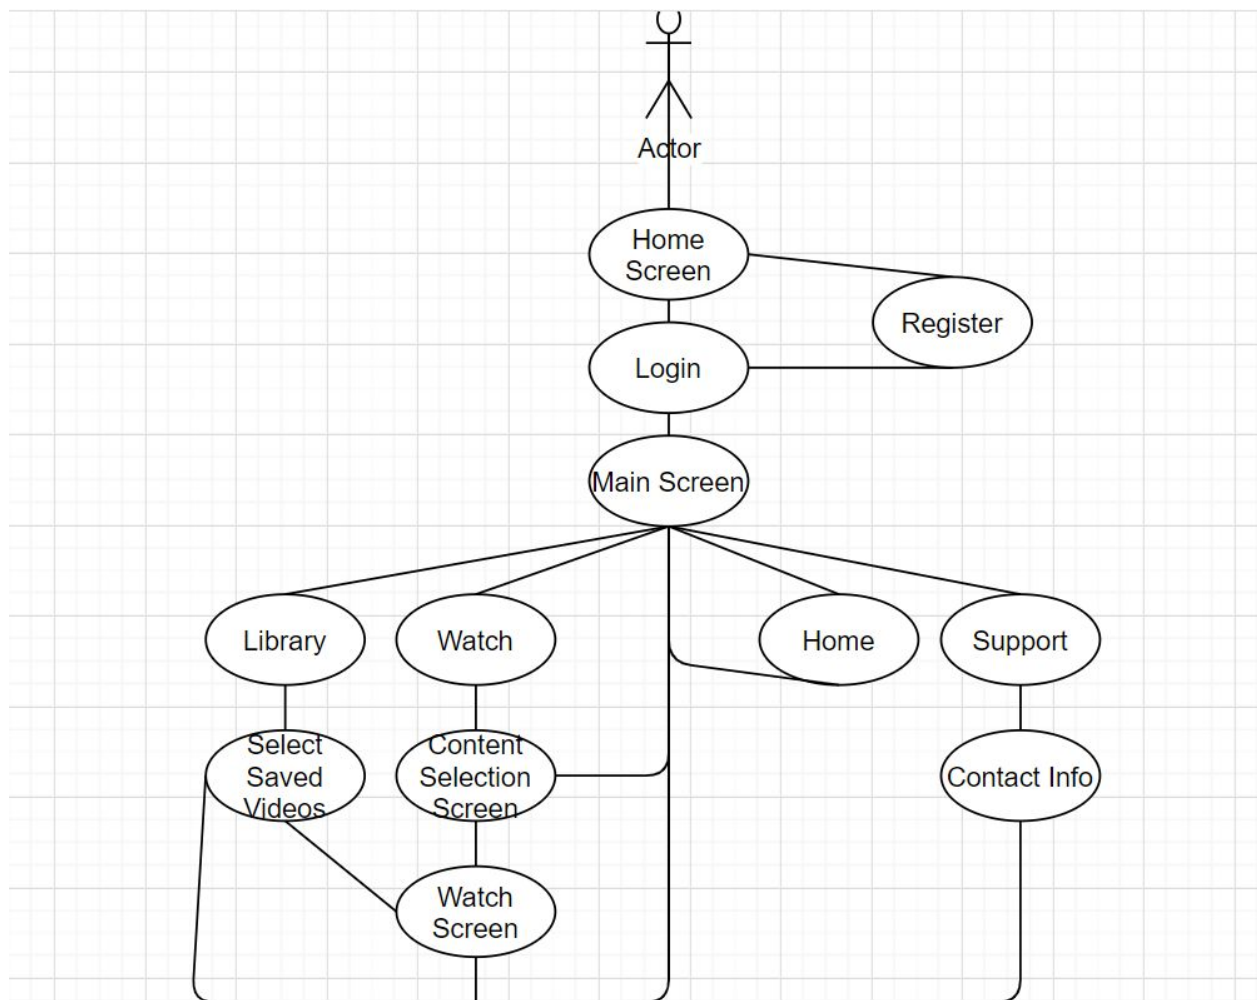 Actor
Home
Screen
Register
Login
Main Screen
Library
Watch
Home
Support
Select
Saved
Videos
Content
Selection
Screen
Contact Info
Watch
Screen